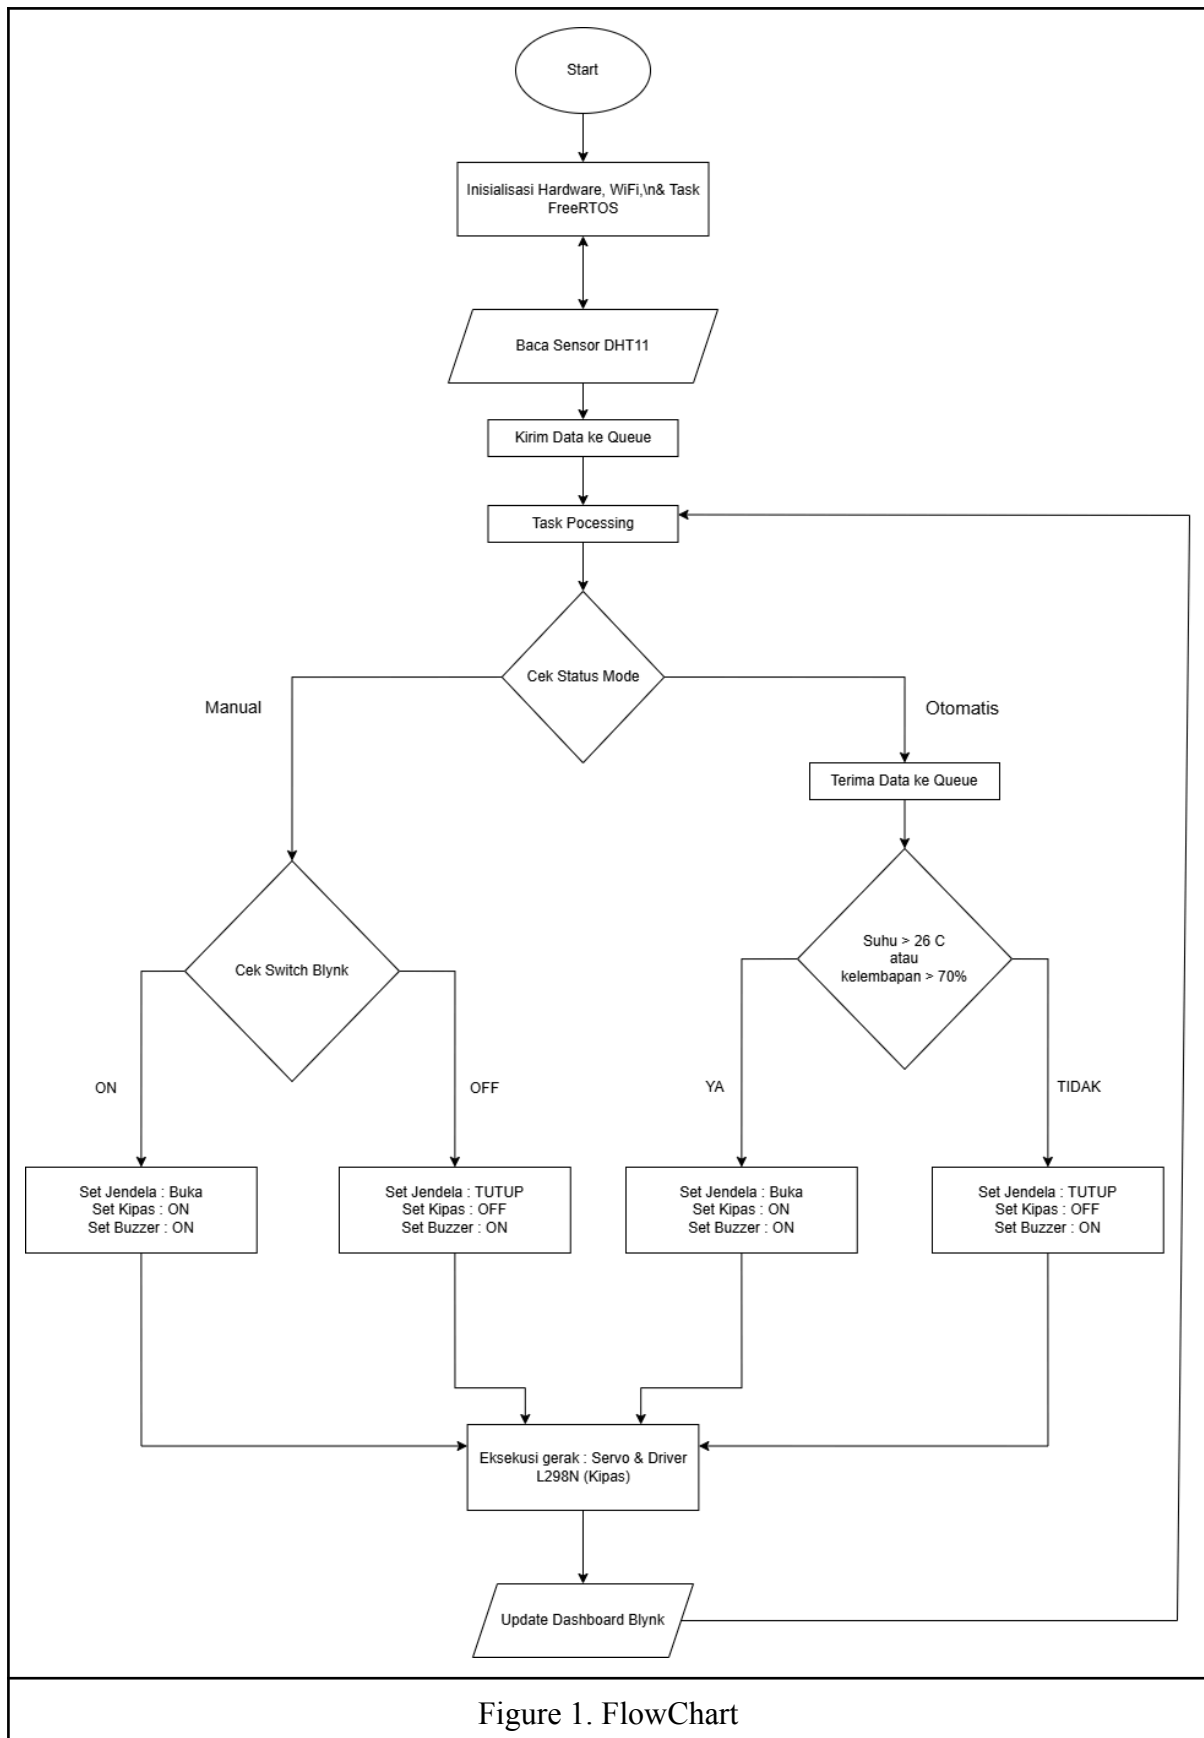 Start
Inisialisasi Hardware, WiFi,\n& Task
FreeRTOS
Baca Sensor DHT11
Kirim Data ke Queue
Task Pocessing
Cek Status Mode
Manual
Otomatis
Terima Data ke Queue
Suhu > 26 C
atau
kelembapan > 70%
Cek Switch Blynk
ON
OFF
YA
TIDAK
Set Jendela : Buka
Set Kipas : ON
Set Buzzer : ON
Set Jendela : TUTUP
Set Kipas : OFF
Set Buzzer : ON
Set Jendela : Buka
Set Kipas : ON
Set Buzzer : ON
Set Jendela : TUTUP
Set Kipas : OFF
Set Buzzer : ON
Eksekusi gerak : Servo & Driver
L298N (Kipas)
Update Dashboard Blynk
Figure 1. FlowChart